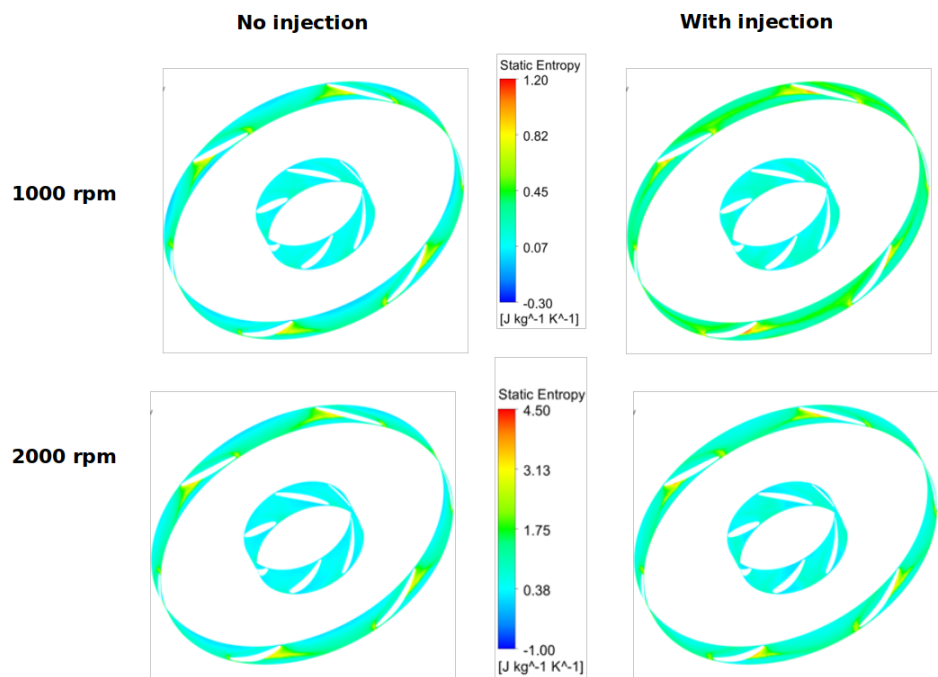 No injection
With injection
Static Entropy
1.20
0.82
1000 rpm
0.45
0.07
-0.30
[J kg^-1 K^-1]
Static Entropy
4.50
2000 rpm
3.13
1.75
0.38
-1.00
[J kg^-1 K^-1]